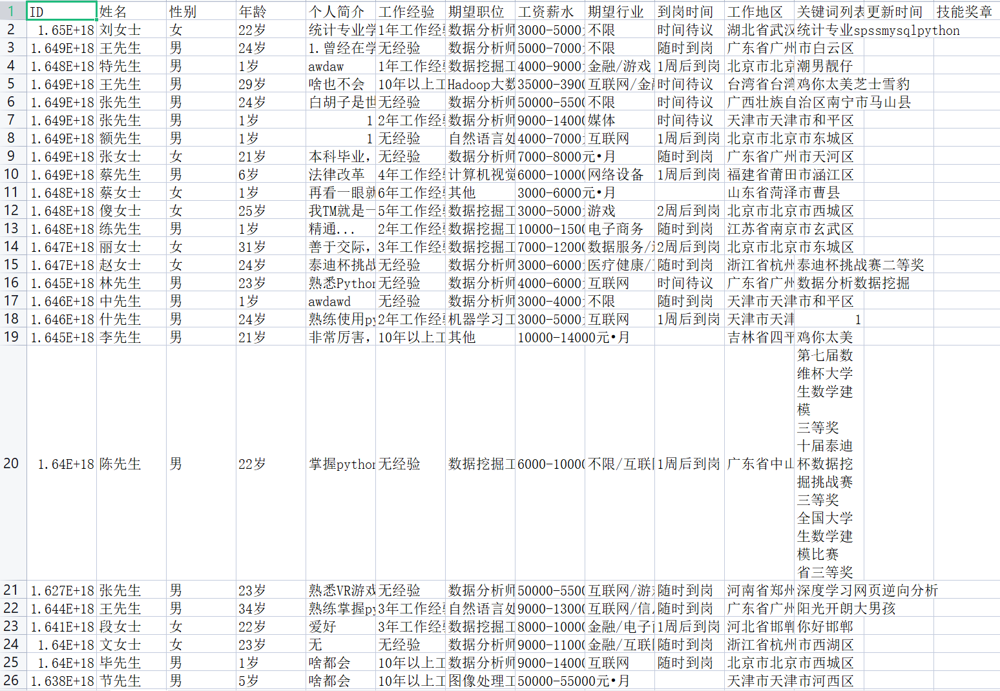 1 ID 姓名 性别 年龄 个人简介 工作经验 期望职位 工资薪水 期望行业 到岗时间 工作地区 关键词列表 更新时间 技能奖章
2 1.65E+18 刘女士 女 22岁 统计专业学 1年工作经 数据分析师 3000-5000 不限 时间待议 湖北省武汉 统计专业spssmysqlpython
3 1.649E+18 王先生 男 24岁 1.曾经在学 无经验 数据分析师 5000-7000 不限 随时到岗 广东省广州市白云区
4 1.648E+18 特先生 男 1岁 awdaw 1年工作经 数据挖掘工 4000-9000 金融/游戏 1周后到岗 北京市北京 潮男靓仔
5 1.649E+18 王先生 男 29岁 啥也不会 10年以上工 Hadoop大数 35000-3900 互联网/金 时间待议 台湾省台湾 鸡你太美芝士雪豹
6 1.649E+18 张先生 男 24岁 白胡子是世 无经验 数据分析师 50000-5500 不限 时间待议 广西壮族自治区南宁市马山县
7 1.649E+18 张先生 男 1岁 1 2年工作经 数据分析师 9000-14000 媒体 时间待议 天津市天津市和平区
8 1.649E+18 额先生 男 1岁 1 无经验 自然语言处 4000-7000 互联网 1周后到岗 北京市北京市东城区
9 1.649E+18 张女士 女 21岁 本科毕业, 无经验 数据分析师 7000-8000元•月 随时到岗 广东省广州市天河区
10 1.649E+18 蔡先生 男 6岁 法律改革 4年工作经 计算机视觉 6000-10000 网络设备 1周后到岗 福建省莆田市涵江区
11 1.648E+18 蔡女士 女 1岁 再看一眼就 6年工作经 其他 3000-6000元•月 山东省菏泽市曹县
12 1.648E+18 傻女士 女 25岁 我TM就是一 5年工作经 数据挖掘工 3000-5000 游戏 2周后到岗 北京市北京市西城区
13 1.648E+18 练先生 男 1岁 精通... 2年工作经 数据挖掘工 10000-1500 电子商务 随时到岗 江苏省南京市玄武区
14 1.647E+18 丽女士 女 31岁 善于交际, 3年工作经 数据挖掘工 7000-12000 数据服务/ 2周后到岗 北京市北京市东城区
15 1.647E+18 赵女士 女 24岁 泰迪杯挑战 无经验 数据分析师 3000-6000 医疗健康/ 随时到岗 浙江省杭州 泰迪杯挑战赛二等奖
16 1.645E+18 林先生 男 23岁 熟悉Python 无经验 数据分析师 4000-6000 互联网 时间待议 广东省广州 数据分析数据挖掘
17 1.646E+18 中先生 男 1岁 awdawd 无经验 数据分析师 3000-4000 不限 随时到岗 天津市天津市和平区
18 1.646E+18 什先生 男 24岁 熟练使用py 2年工作经 机器学习工 3000-5000 互联网 1周后到岗 天津市天津 1
19 1.645E+18 李先生 男 21岁 非常厉害, 10年以上工 其他 10000-14000元•月 吉林省四平 鸡你太美
第七届数
维杯大学
生数学建
模
三等奖
十届泰迪
20 1.64E+18 陈先生 男 22岁 掌握python 无经验 数据挖掘工 6000-10000 不限/互联 1周后到岗 广东省中山 杯数据挖
掘挑战赛
三等奖
全国大学
生数学建
模比赛
省三等奖
21 1.627E+18 张先生 男 23岁 熟悉VR游戏 无经验 数据分析师 50000-5500 互联网/游 随时到岗 河南省郑州 深度学习网页逆向分析
22 1.644E+18 王先生 男 34岁 熟练掌握py 3年工作经 自然语言处 9000-13000 互联网/信 时间待议 广东省广州 阳光开朗大男孩
23 1.641E+18 段女士 女 22岁 爱好 3年工作经 数据挖掘工 8000-10000 金融/电子 1周后到岗 河北省邯郸 你好邯郸
24 1.64E+18 文女士 女 23岁 无 无经验 数据分析师 9000-11000 金融/互联 随时到岗 浙江省杭州市西湖区
25 1.64E+18 毕先生 男 1岁 啥都会 10年以上工 数据分析师 9000-14000 互联网 随时到岗 北京市北京市西城区
26 1.638E+18 节先生 男 5岁 啥都会 10年以上工 图像处理工 50000-55000元•月 天津市天津市河西区